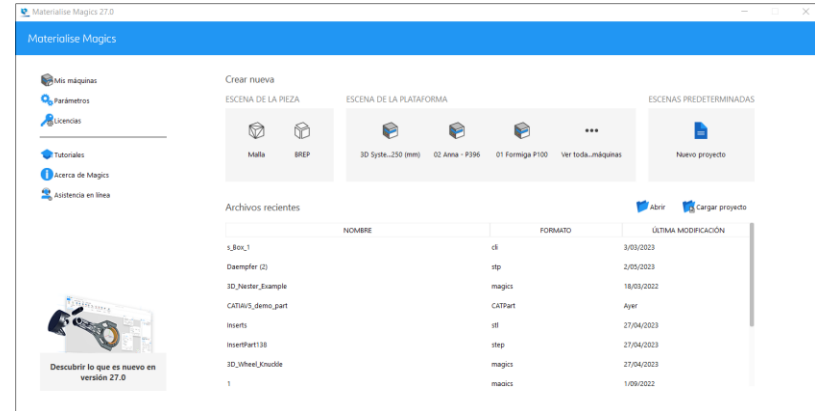 Materialise Magics 27.0
Materialise Magics
Mis máquinas
Parámetros
Licencias
Tutoriales
Acerca de Magics
Asistencia en línea
Descubrir lo que es nuevo en
versión 27.0
Crear nueva
ESCENA DE LA PIEZA
Malla
BREP
ESCENA DE LA PLATAFORMA
3D Syste...250 (mm)
02 Anna - P396
01 Formiga P100
Ver toda...máquinas
ESCENAS PREDETERMINADAS
Nuevo proyecto
Archivos recientes
Abrir
Cargar proyecto
NOMBRE FORMATO ÚLTIMA MODIFICACIÓN
s_Box_1 cli 3/03/2023
Daempfer (2) stp 2/05/2023
3D_Nester_Example magics 18/03/2022
CATIAV5_demo_part CATPart Ayer
Inserts stl 27/04/2023
InsertPart138 step 27/04/2023
3D_Wheel_Knudde magics 27/04/2023
1 magics 1/09/2022